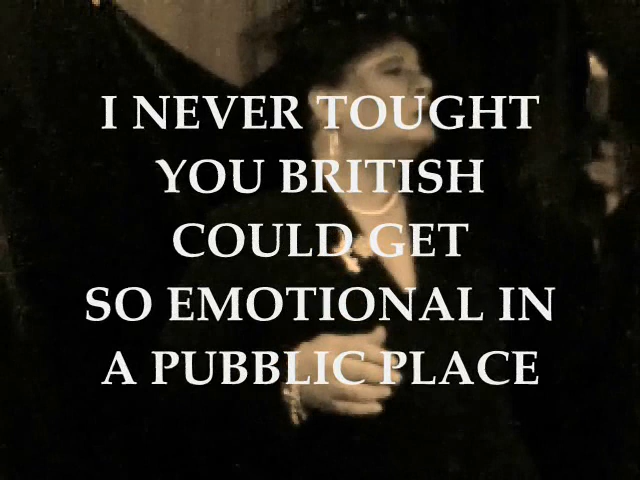 I NEVER TOUGHT
YOU BRITISH
COULD GET
SO EMOTIONAL IN
A PUBBLIC PLACE